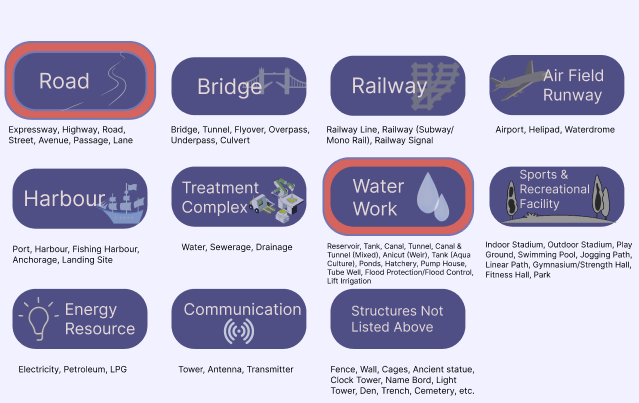 Road
Expressway, Highway, Road,
Street, Avenue, Passage, Lane
Bridge
Bridge, Tunnel, Flyover, Overpass,
Underpass, Culvert
Railway
Railway Line, Railway (Subway/
Mono Rail), Railway Signal
Air Field
Runway
Airport, Helipad, Waterdrome
Harbour
Port, Harbour, Fishing Harbour,
Anchorage, Landing Site
Treatment
Complex
Water, Sewerage, Drainage
Water
Work
Reservoir, Tank, Canal, Tunnel, Canal &
Tunnel (Mixed), Anicut (Weir), Tank (Aqua
Culture), Ponds, Hatchery, Pump House,
Tube Well, Flood Protection/Flood Control,
Lift Irrigation
Sports &
Recreational
Facility
Indoor Stadium, Outdoor Stadium, Play
Ground, Swimming Pool, Jogging Path,
Linear Path, Gymnasium/Strength Hall,
Fitness Hall, Park
Energy
Resource
Electricity, Petroleum, LPG
Communication
Tower, Antenna, Transmitter
Structures Not
Listed Above
Fence, Wall, Cages, Ancient statue,
Clock Tower, Name Bord, Light
Tower, Den, Trench, Cemetery, etc.